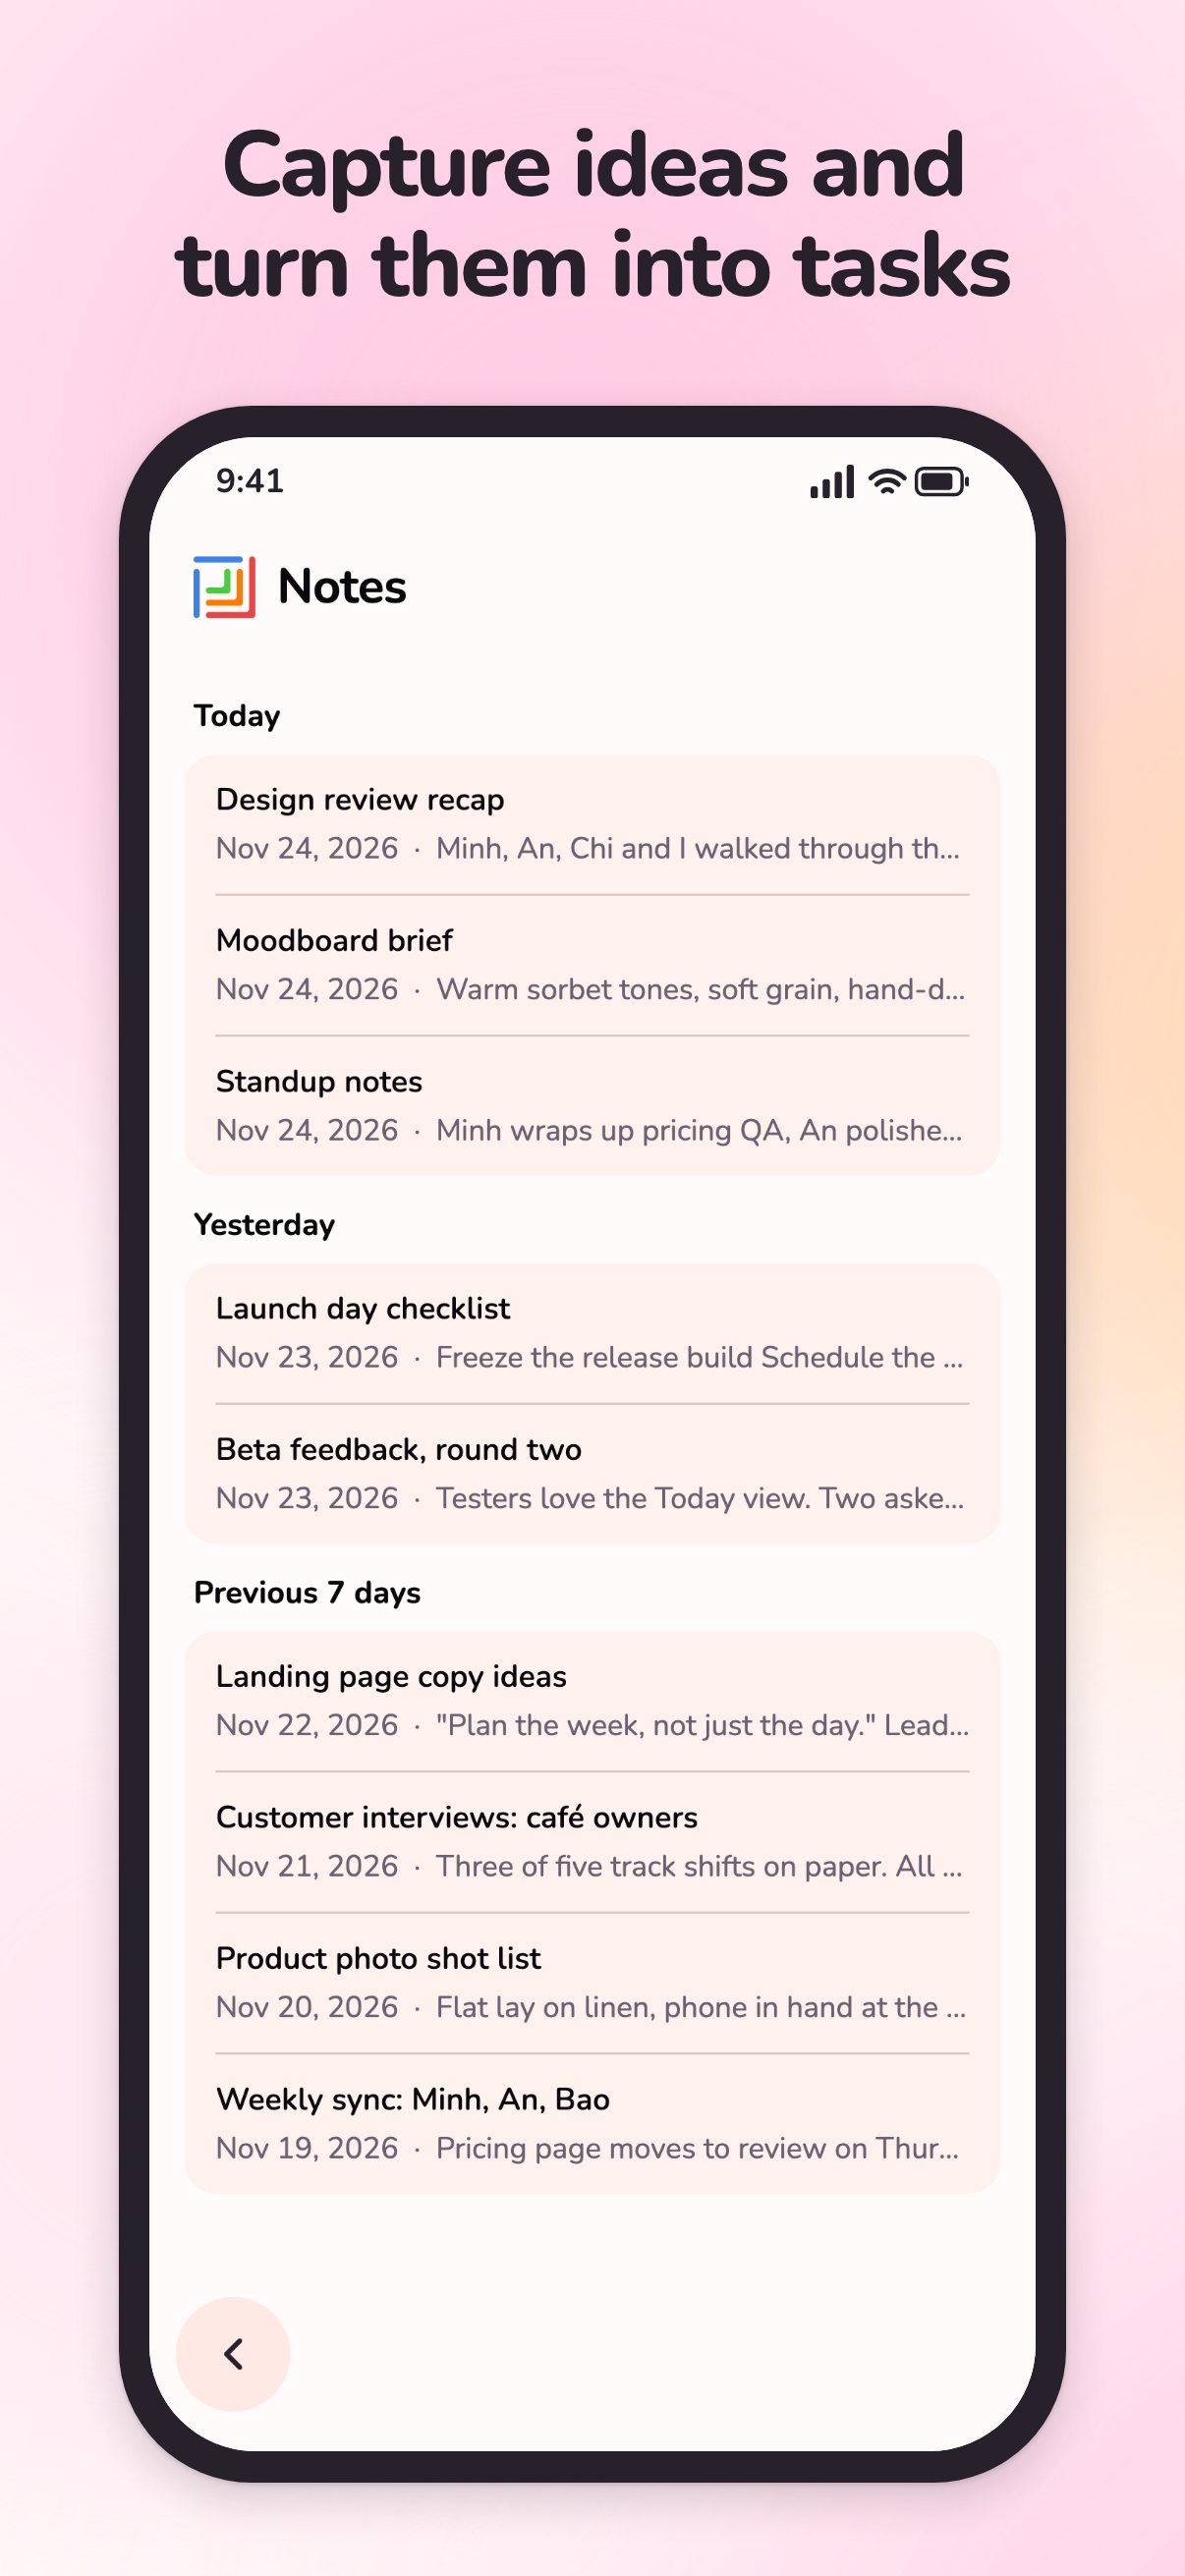 Capture ideas and
turn them into tasks
9:41
Notes
Today
Design review recap
Nov 24, 2026 · Minh, An, Chi and I walked through th...
Moodboard brief
Nov 24, 2026 · Warm sorbet tones, soft grain, hand-d...
Standup notes
Nov 24, 2026 · Minh wraps up pricing QA, An polishe...
Yesterday
Launch day checklist
Nov 23, 2026 · Freeze the release build Schedule the ...
Beta feedback, round two
Nov 23, 2026 · Testers love the Today view. Two aske...
Previous 7 days
Landing page copy ideas
Nov 22, 2026 · "Plan the week, not just the day." Lead...
Customer interviews: café owners
Nov 21, 2026 · Three of five track shifts on paper. All ...
Product photo shot list
Nov 20, 2026 · Flat lay on linen, phone in hand at the ...
Weekly sync: Minh, An, Bao
Nov 19, 2026 · Pricing page moves to review on Thur...